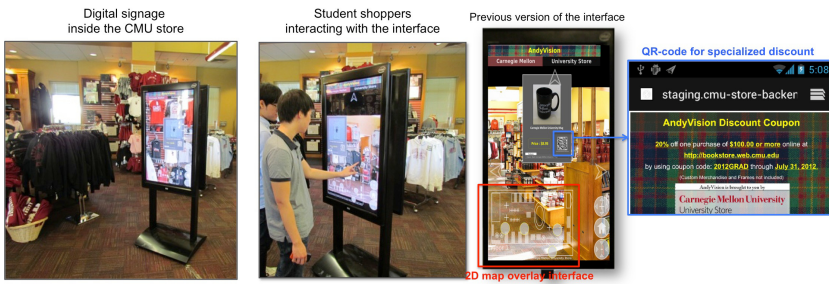 Digital signage
inside the CMU store
Student shoppers
interacting with the interface
Previous version of the interface
AndyVision
Carnegie Mellon
University Store
2D map overlay interface
QR-code for specialized discount
5:08
staging.cmu-store-backer
AndyVision Discount Coupon
20% off one purchase of $100.00 or more online at
http://bookstore.web.cmu.edu
by using coupon code: 2012GRAD through July 31, 2012.
(Custom Merchandise and Frames not included)
AndyVision is brought to you by
Carnegie Mellon University
University Store